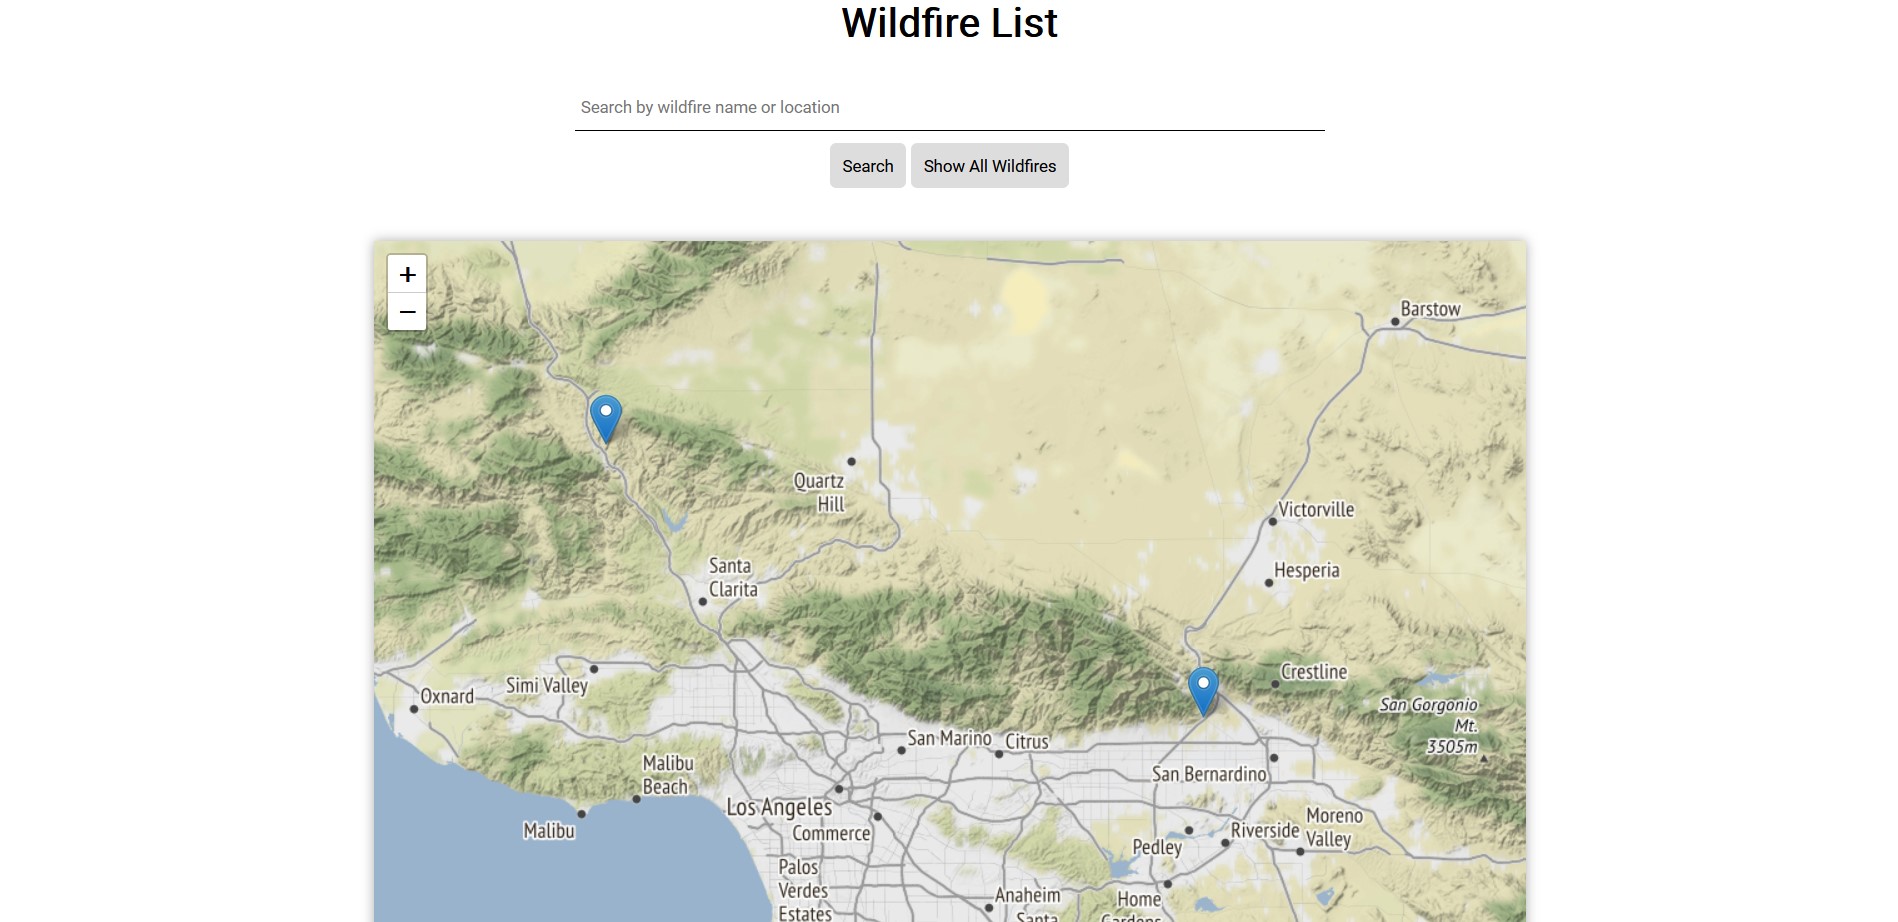 Wildfire List
Search by wildfire name or location
Search
Show All Wildfires
+
−
Barstow
Quartz
Hill
Victorville
Santa
Clarita
Hesperia
Crestline
Simi Valley
Oxnard
San Gorgonio
Mt.
3505m
San Marino
Citrus
Malibu
Beach
San Bernardino
Los Angeles
Moreno
Valley
Malibu
Commerce
Riverside
Pedley
Palos
Verdes
Estates
Anaheim
Santa
Home
Gardens